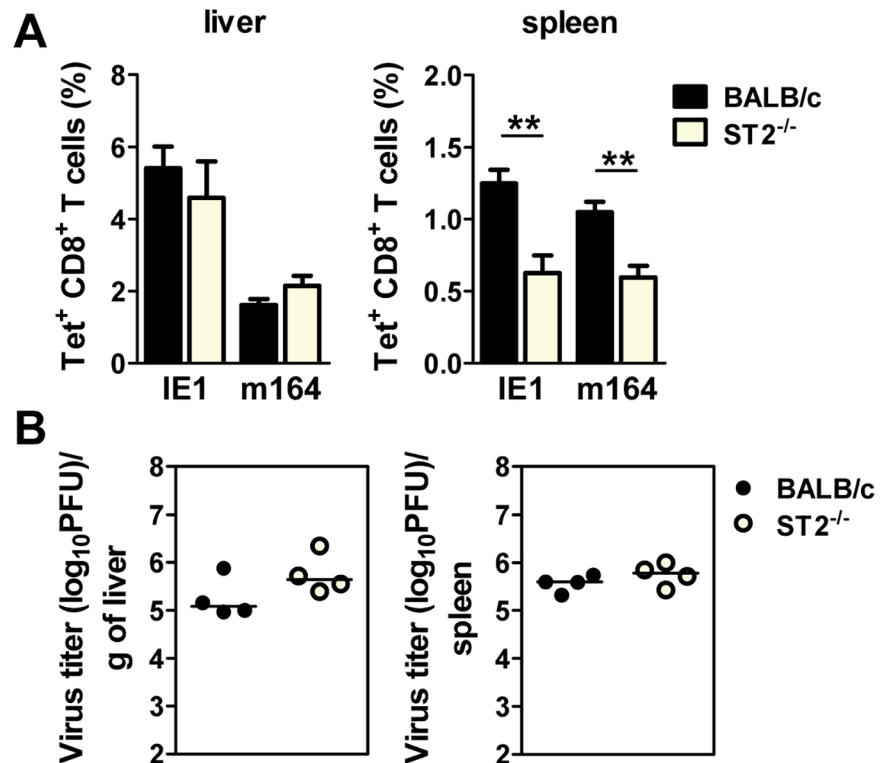 A
liver
spleen
Tet+ CD8+ T cells (%)
8
6
4
2
0
IE1 m164
Tet+ CD8+ T cells (%)
2.0
1.5
1.0
0.5
0.0
**
**
IE1 m164
BALB/c
ST2-/-
B
Virus titer (log10PFU)/
g of liver
8
7
6
5
4
3
2
Virus titer (log10PFU)/
spleen
8
7
6
5
4
3
2
BALB/c
ST2-/-